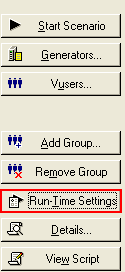 Start Scenario
Generators...
Vusers...
Add Group...
Remove Group
Run-Time Settings
Details...
View Script